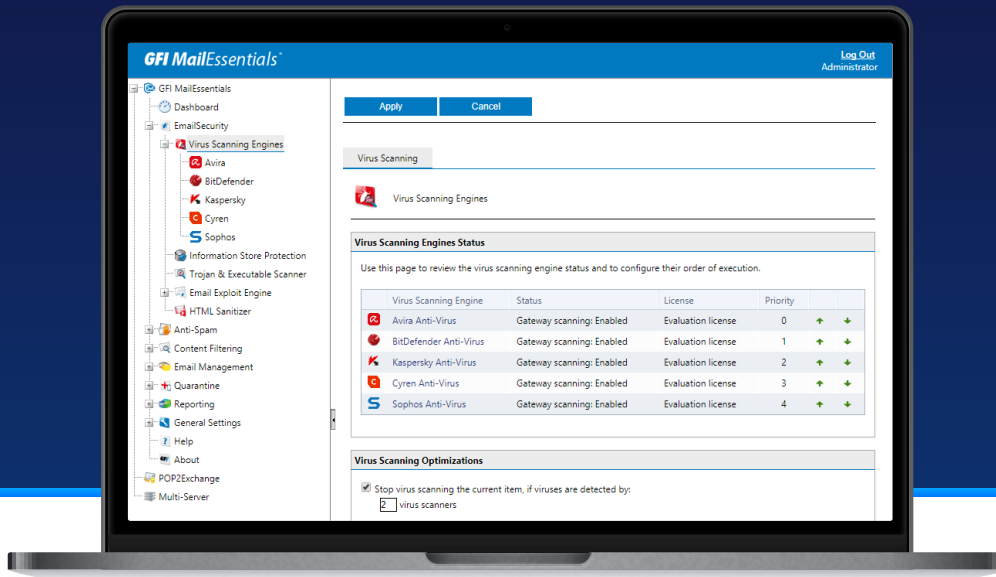 GFI MailEssentials
Log Out
Administrator
GFI MailEssentials
Dashboard
EmailSecurity
Virus Scanning Engines
Avira
BitDefender
Kaspersky
Cyren
Sophos
Information Store Protection
Trojan & Executable Scanner
Email Exploit Engine
HTML Sanitizer
Anti-Spam
Content Filtering
Email Management
Quarantine
Reporting
General Settings
Help
About
POP2Exchange
Multi-Server
Apply Cancel
Virus Scanning
Virus Scanning Engines
Virus Scanning Engines Status
Use this page to review the virus scanning engine status and to configure their order of execution.
Virus Scanning Engine Status License Priority
Avira Anti-Virus Gateway scanning: Enabled Evaluation license 0
BitDefender Anti-Virus Gateway scanning: Enabled Evaluation license 1
Kaspersky Anti-Virus Gateway scanning: Enabled Evaluation license 2
Cyren Anti-Virus Gateway scanning: Enabled Evaluation license 3
Sophos Anti-Virus Gateway scanning: Enabled Evaluation license 4
Virus Scanning Optimizations
Stop virus scanning the current item, if viruses are detected by:
2 virus scanners